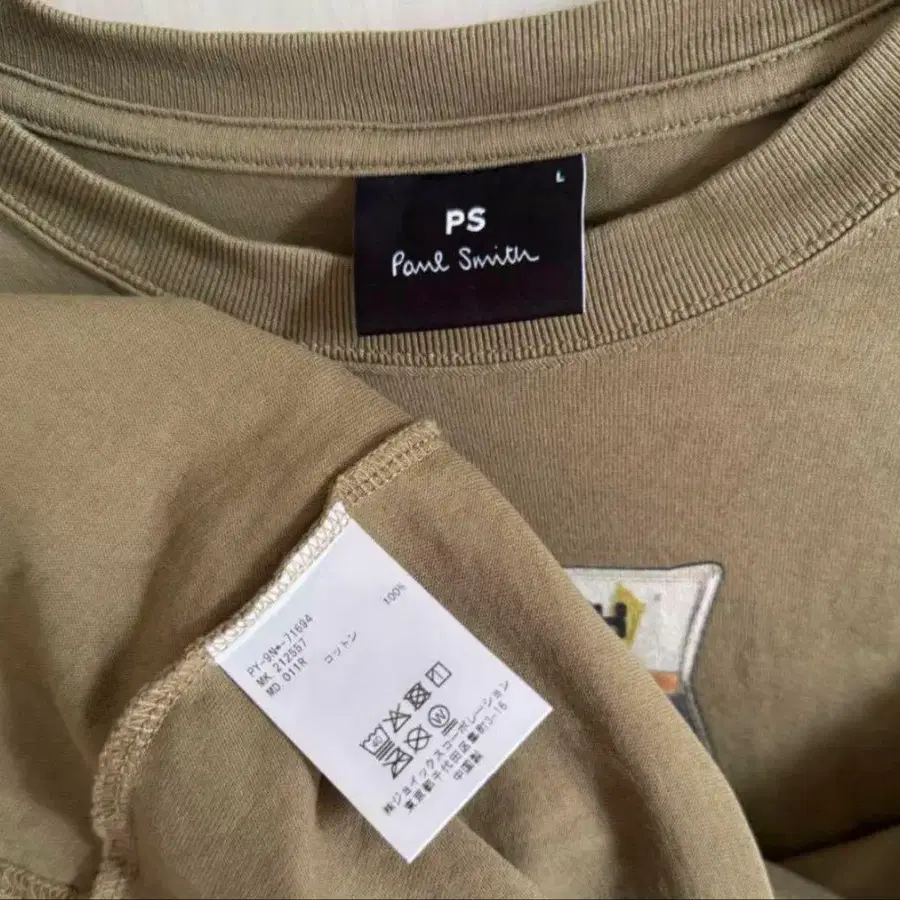 L
PS
Paul Smith
PY-9N*-71694
MK 212557
MD 011R
コットン 100%
40
W
㈱ジョイックスコーポレーション
東京都千代田区麹町3-16
中国製